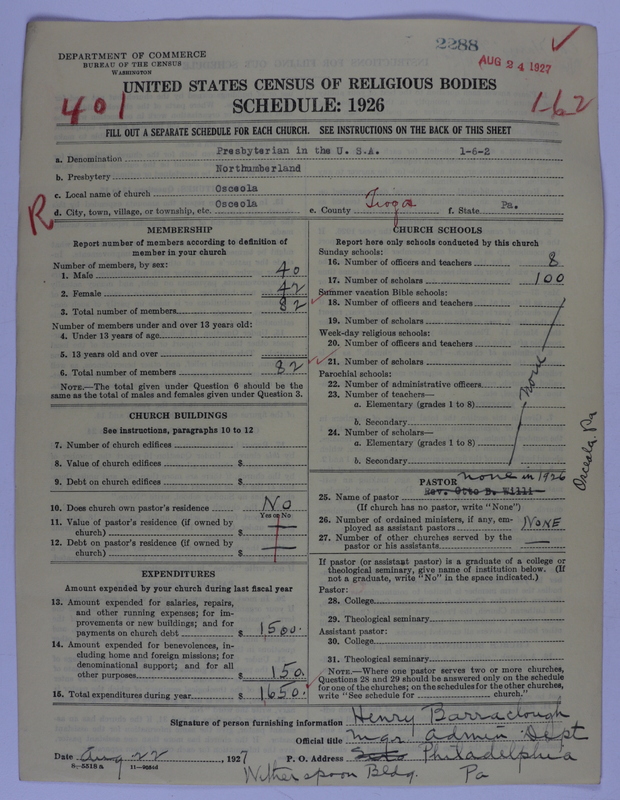 2288
AUG 24 1927
DEPARTMENT OF COMMERCE
BUREAU OF THE CENSUS
WASHINGTON
UNITED STATES CENSUS OF RELIGIOUS BODIES
SCHEDULE: 1926
401
1-62
FILL OUT A SEPARATE SCHEDULE FOR EACH CHURCH. SEE INSTRUCTIONS ON THE BACK OF THIS SHEET
a. Denomination Presbyterian in the U. S.A. 1-6-2
b. Presbytery Northumberland
c. Local name of church Osceola
R
d. City, town, village, or township, etc. Osceola e. County Tioga f. State Pa.
MEMBERSHIP
Report number of members according to definition of
member in your church
Number of members, by sex:
1. Male 40
2. Female 42
3. Total number of members 82
Number of members under and over 13 years old:
4. Under 13 years of age
5. 13 years old and over
6. Total number of members 82
NOTE.—The total given under Question 6 should be
the same as the total of males and females given under Question 3.
CHURCH BUILDINGS
See instructions, paragraphs 10 to 12
7. Number of church edifices
8. Value of church edifices $
9. Debt on church edifices $
10. Does church own pastor's residence No
Yes or No
11. Value of pastor's residence (if owned by
church) $
12. Debt on pastor's residence (if owned by
church) $
EXPENDITURES
Amount expended by your church during last fiscal year
13. Amount expended for salaries, repairs,
and other running expenses; for im-
provements or new buildings; and for
payments on church debt $ 1500.
14. Amount expended for benevolences, in-
cluding home and foreign missions; for
denominational support; and for all
other purposes $ 150.
15. Total expenditures during year $ 1650.
CHURCH SCHOOLS
Report here only schools conducted by this church
Sunday schools:
16. Number of officers and teachers 8
17. Number of scholars 100
Summer vacation Bible schools:
18. Number of officers and teachers
19. Number of scholars
Week-day religious schools:
20. Number of officers and teachers
21. Number of scholars
Parochial schools:
22. Number of administrative officers
23. Number of teachers—
a. Elementary (grades 1 to 8)
b. Secondary
24. Number of scholars—
a. Elementary (grades 1 to 8)
b. Secondary
none
Osceola, Pa
PASTOR none in 1926
Rev. Otto B. Willi
25. Name of pastor
(If church has no pastor, write "None")
26. Number of ordained ministers, if any, em-
ployed as assistant pastors NONE
27. Number of other churches served by the
pastor or his assistants —
If pastor (or assistant pastor) is a graduate of a college or
theological seminary, give name of institution below. (If
not a graduate, write "No" in the space indicated.)
Pastor:
28. College
29. Theological seminary
Assistant pastor:
30. College
31. Theological seminary
NOTE.—Where one pastor serves two or more churches,
Questions 28 and 29 should be answered only on the schedule
for one of the churches; on the schedules for the other churches,
write "See schedule for church."
Signature of person furnishing information Henry Barraclough
Official title Mgr admin Dept
Date Aug 22, 1927 P. O. Address Philadelphia
8-5518 a
Witherspoon Bldg. Pa